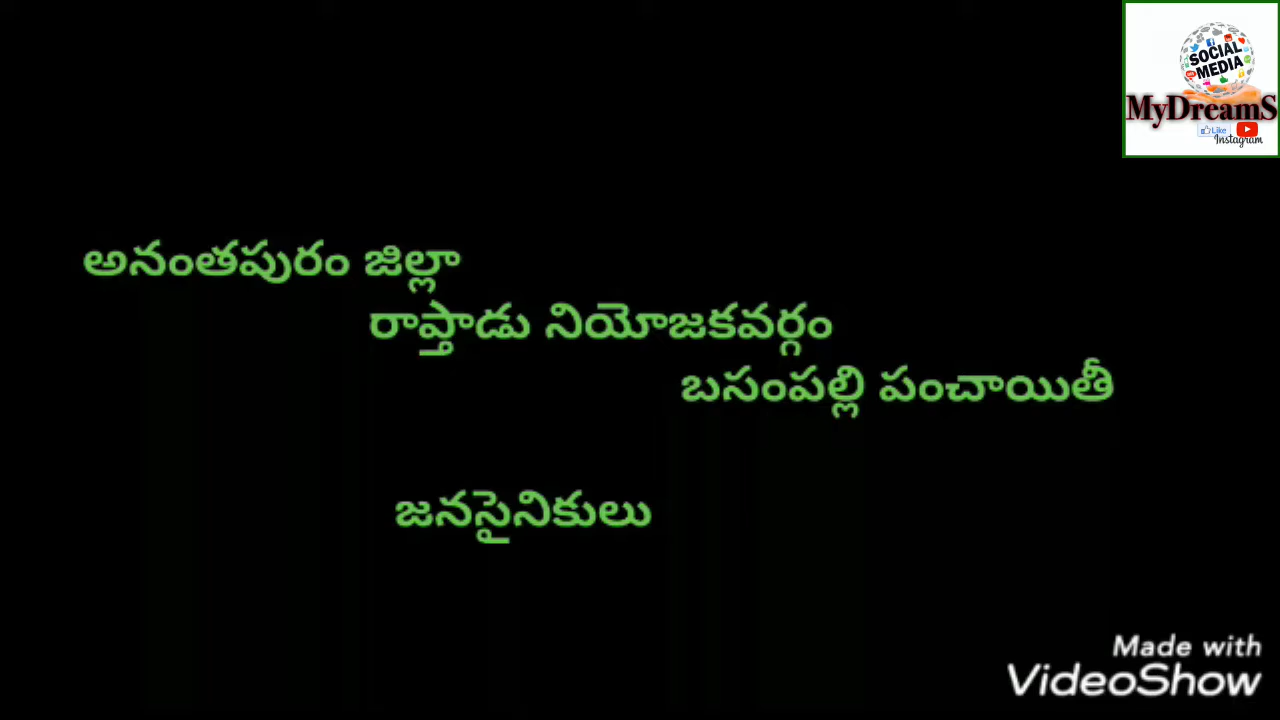 SOCIAL
MEDIA
MyDreamS
Like
Instagram
అనంతపురం జిల్లా
రాప్తాడు నియోజకవర్గం
బసంపల్లి పంచాయితీ
జనసైనికులు
Made with
VideoShow